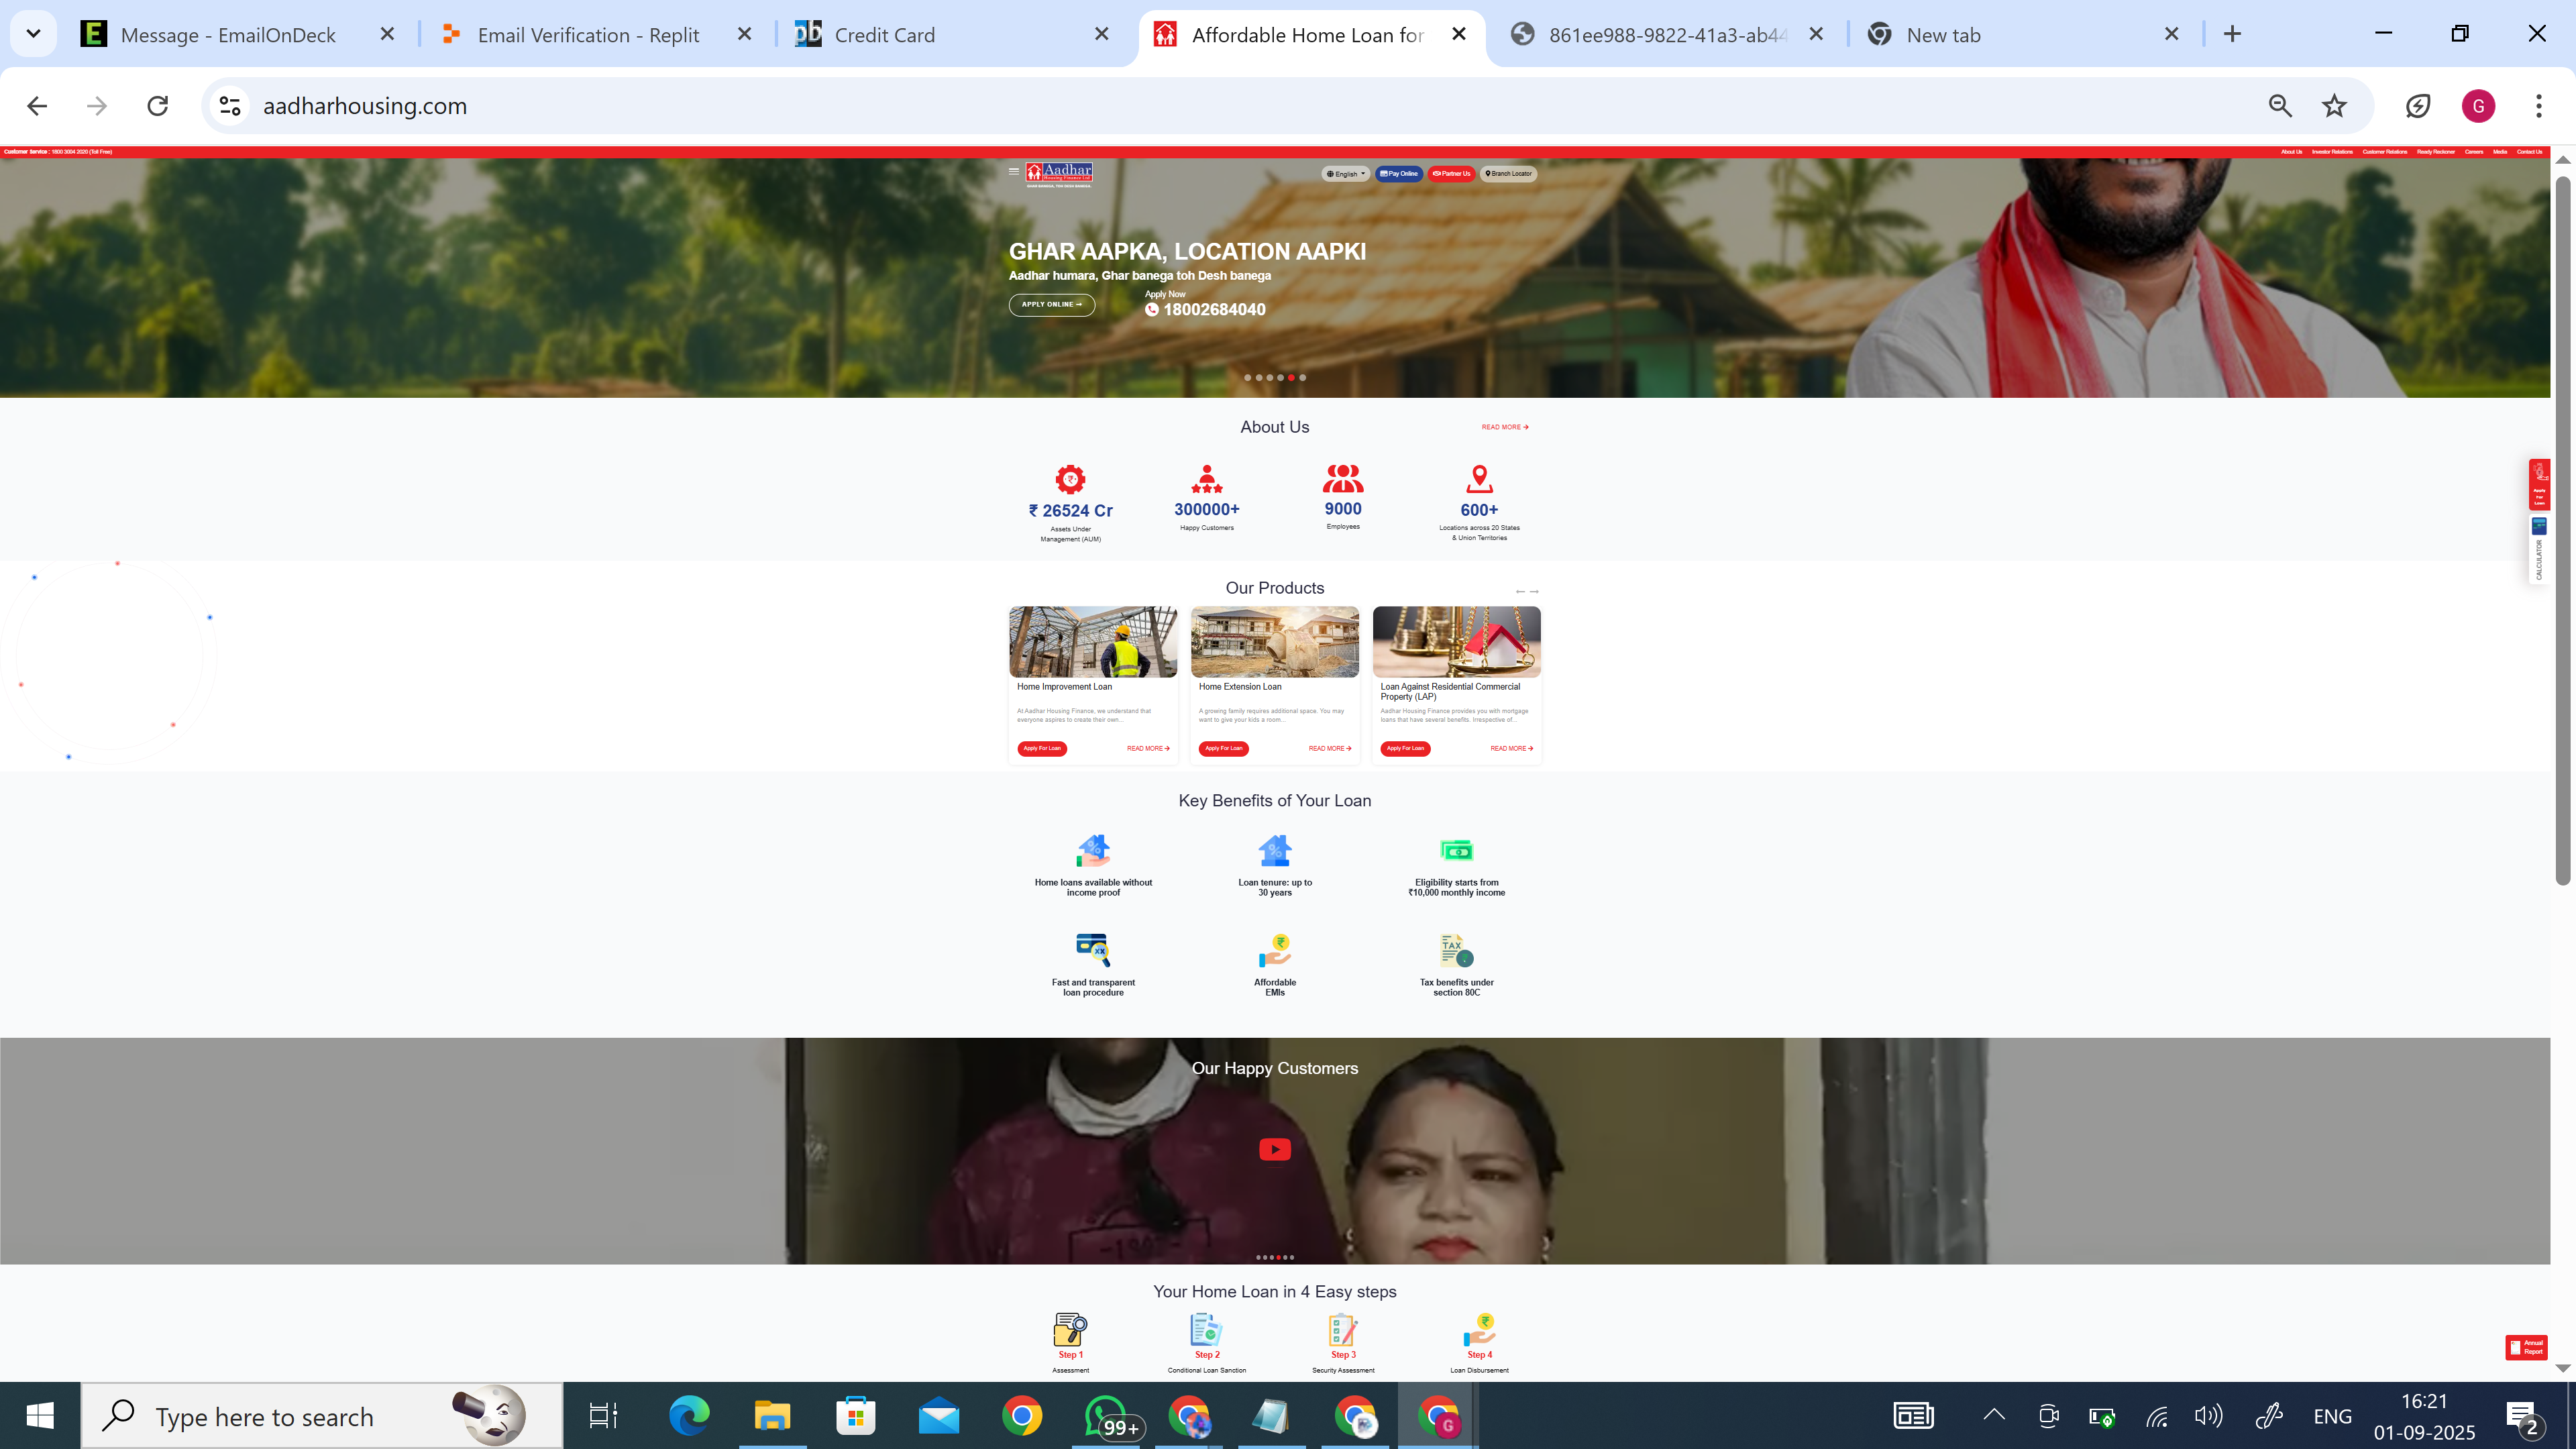 Message - EmailOnDeck
Email Verification - Replit
Credit Card
Affordable Home Loan for
861ee988-9822-41a3-ab44
New tab
aadharhousing.com
G
Customer Service : 1800 3004 2020 (Toll Free)
About Us Investor Relations Customer Relations Ready Reckoner Careers Media Contact Us
Aadhar
Housing Finance Ltd
GHAR BANEGA, TOH DESH BANEGA.
English
Pay Online
Partner Us
Branch Locator
GHAR AAPKA, LOCATION AAPKI
Aadhar humara, Ghar banega toh Desh banega
APPLY ONLINE
Apply Now
18002684040
About Us
READ MORE
₹ 26524 Cr
Assets Under
Management (AUM)
300000+
Happy Customers
9000
Employees
600+
Locations across 20 States
& Union Territories
Apply
For
Loan
CALCULATOR
Our Products
Home Improvement Loan
At Aadhar Housing Finance, we understand that
everyone aspires to create their own...
Apply For Loan
READ MORE
Home Extension Loan
A growing family requires additional space. You may
want to give your kids a room...
Apply For Loan
READ MORE
Loan Against Residential Commercial
Property (LAP)
Aadhar Housing Finance provides you with mortgage
loans that have several benefits. Irrespective of...
Apply For Loan
READ MORE
Key Benefits of Your Loan
Home loans available without
income proof
Loan tenure: up to
30 years
Eligibility starts from
₹10,000 monthly income
Fast and transparent
loan procedure
Affordable
EMIs
TAX
Tax benefits under
section 80C
Our Happy Customers
Your Home Loan in 4 Easy steps
Step 1
Assessment
Step 2
Conditional Loan Sanction
Step 3
Security Assessment
Step 4
Loan Disbursement
Annual
Report
Type here to search
99+
G
ENG
16:21
01-09-2025
2